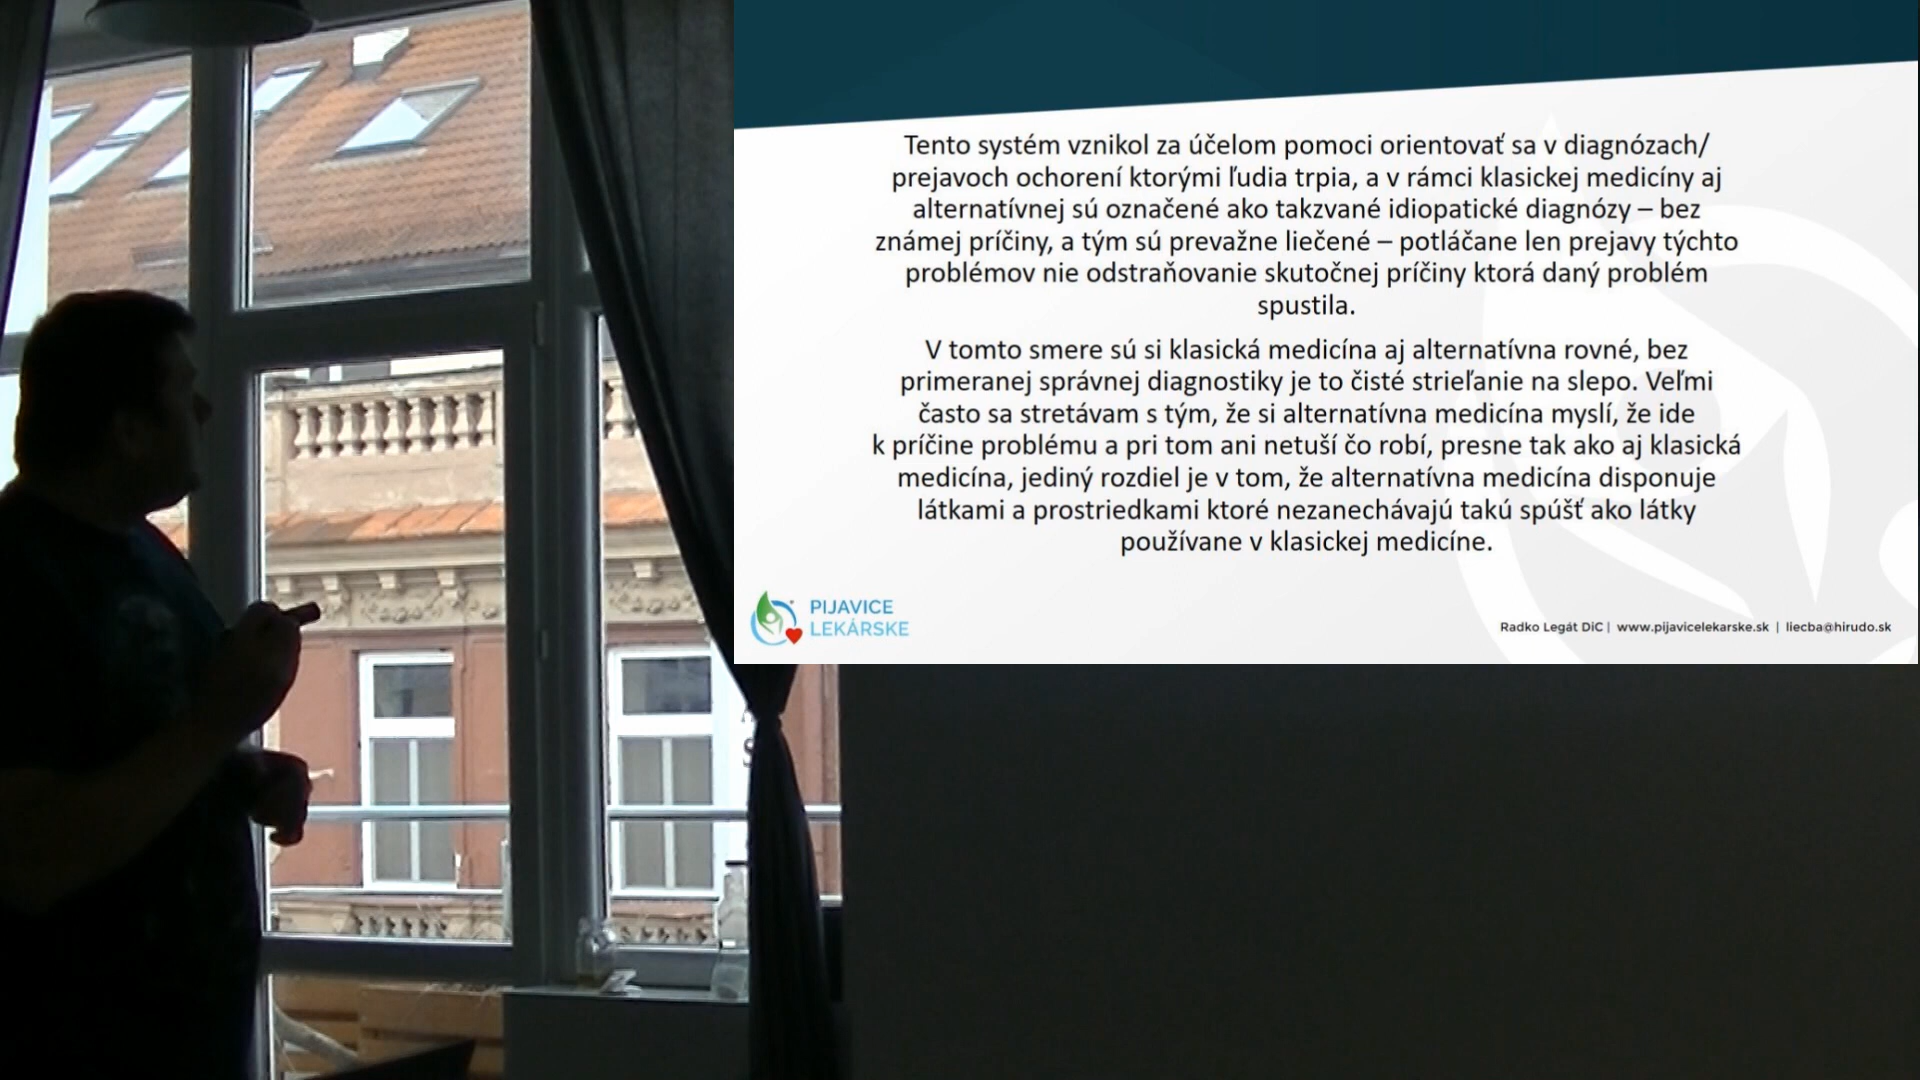 Tento systém vznikol za účelom pomoci orientovať sa v diagnózach/
prejavoch ochorení ktorými ľudia trpia, a v rámci klasickej medicíny aj
alternatívnej sú označené ako takzvané idiopatické diagnózy – bez
známej príčiny, a tým sú prevažne liečené – potláčane len prejavy týchto
problémov nie odstraňovanie skutočnej príčiny ktorá daný problém
spustila.
V tomto smere sú si klasická medicína aj alternatívna rovné, bez
primeranej správnej diagnostiky je to čisté strieľanie na slepo. Veľmi
často sa stretávam s tým, že si alternatívna medicína myslí, že ide
k príčine problému a pri tom ani netuší čo robí, presne tak ako aj klasická
medicína, jediný rozdiel je v tom, že alternatívna medicína disponuje
látkami a prostriedkami ktoré nezanechávajú takú spúšť ako látky
používane v klasickej medicíne.
PIJAVICE
LEKÁRSKE
Radko Legát DiC | www.pijavicelekarske.sk | liecba@hirudo.sk